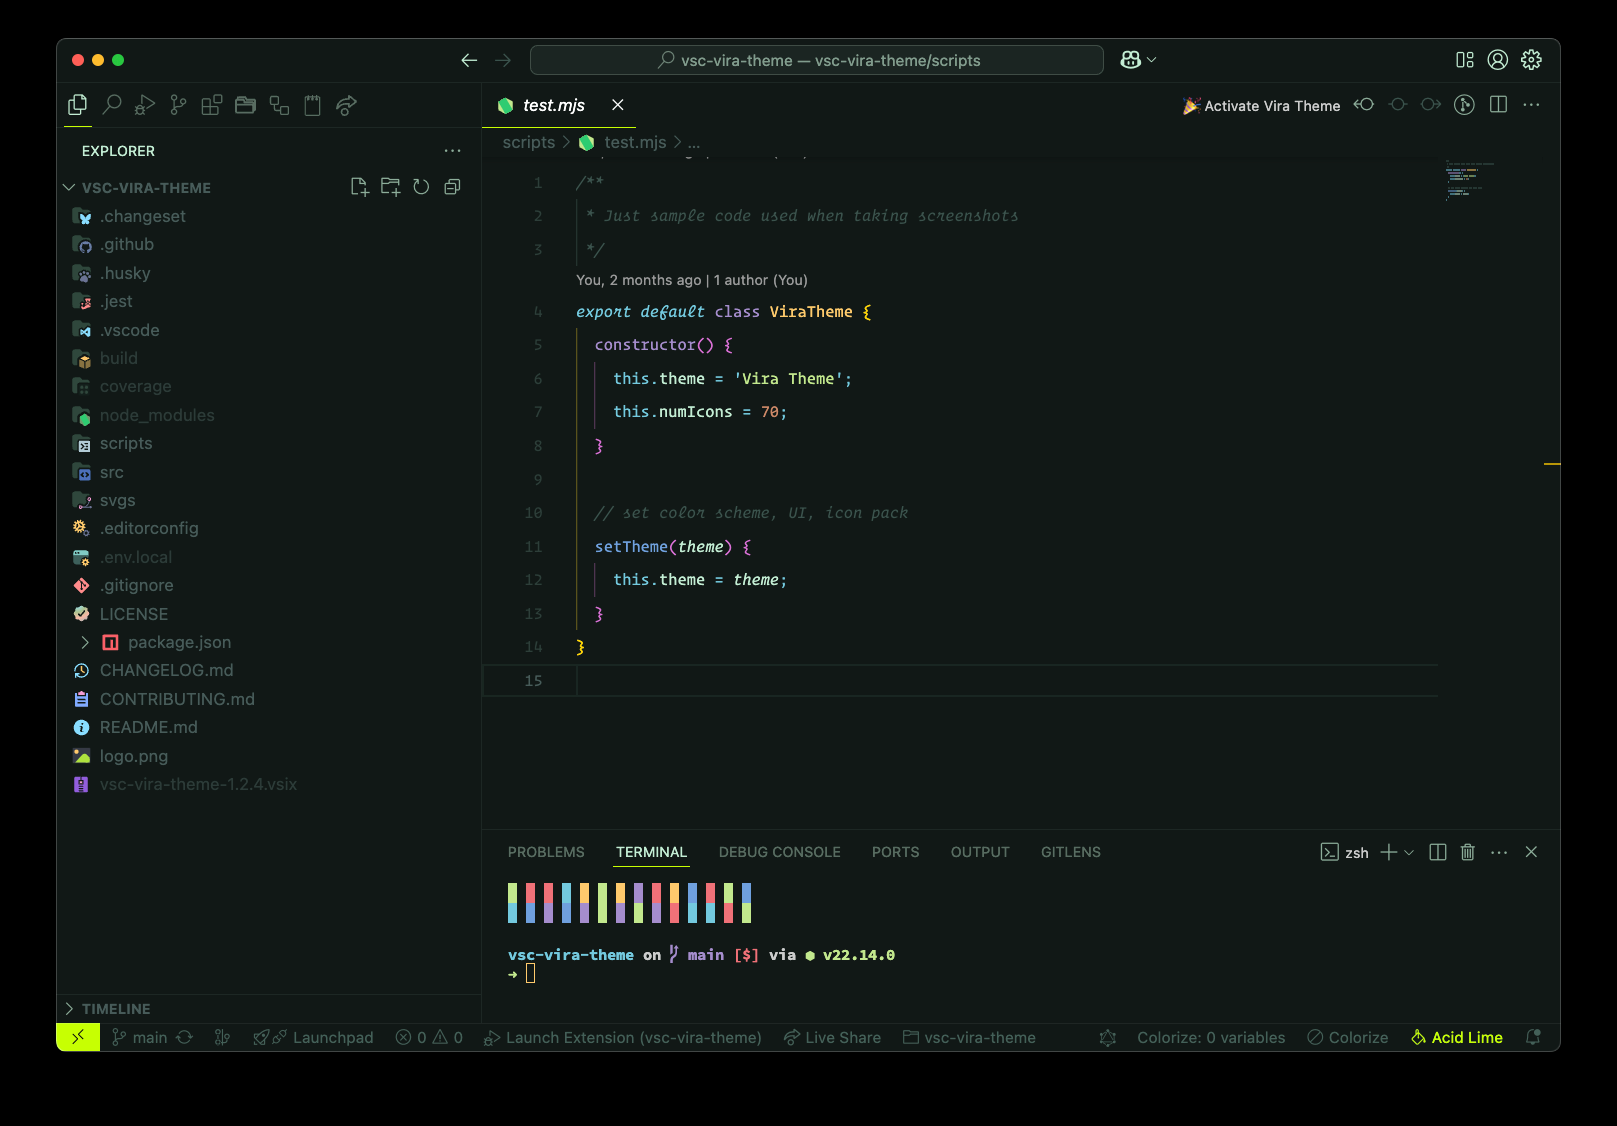 vsc-vira-theme — vsc-vira-theme/scripts
test.mjs
Activate Vira Theme
EXPLORER
scripts > test.mjs > ...
VSC-VIRA-THEME
.changeset
.github
.husky
.jest
.vscode
build
coverage
node_modules
scripts
src
svgs
.editorconfig
.env.local
.gitignore
LICENSE
package.json
CHANGELOG.md
CONTRIBUTING.md
README.md
logo.png
vsc-vira-theme-1.2.4.vsix
TIMELINE
1 /**
2 * Just sample code used when taking screenshots
3 */
You, 2 months ago | 1 author (You)
4 export default class ViraTheme {
5 constructor() {
6 this.theme = 'Vira Theme';
7 this.numIcons = 70;
8 }
9
10 // set color scheme, UI, icon pack
11 setTheme(theme) {
12 this.theme = theme;
13 }
14 }
15
PROBLEMS TERMINAL DEBUG CONSOLE PORTS OUTPUT GITLENS
zsh
vsc-vira-theme on main [$] via v22.14.0
main Launchpad 0 0 Launch Extension (vsc-vira-theme) Live Share vsc-vira-theme Colorize: 0 variables Colorize Acid Lime